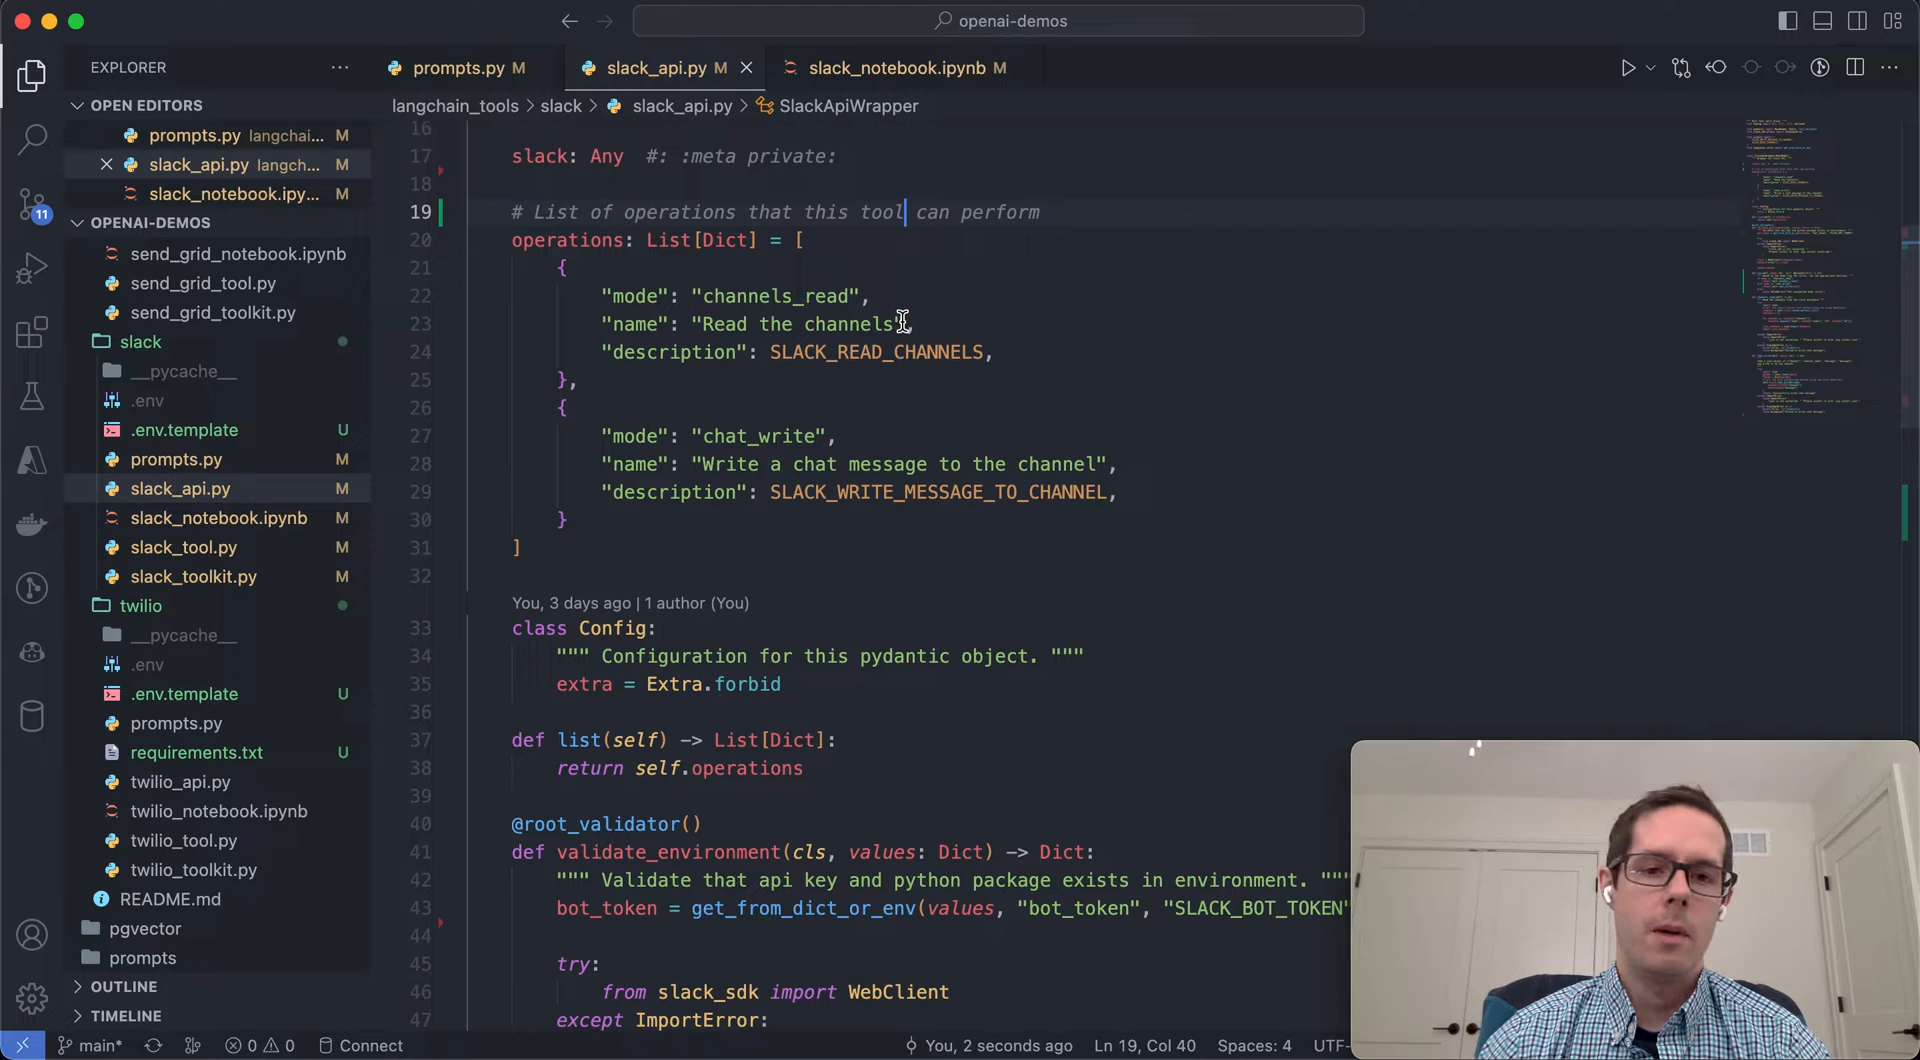 openai-demos
EXPLORER
prompts.py M
slack_api.py M
slack_notebook.ipynb M
OPEN EDITORS
langchain_tools > slack > slack_api.py > SlackApiWrapper
prompts.py langchai... M
slack_api.py langch... M
slack_notebook.ipy... M
OPENAI-DEMOS
send_grid_notebook.ipynb
send_grid_tool.py
send_grid_toolkit.py
slack
__pycache__
.env
.env.template U
prompts.py M
slack_api.py M
slack_notebook.ipynb M
slack_tool.py M
slack_toolkit.py M
twilio
__pycache__
.env
.env.template U
prompts.py
requirements.txt U
twilio_api.py
twilio_notebook.ipynb
twilio_tool.py
twilio_toolkit.py
README.md
pgvector
prompts
OUTLINE
TIMELINE
11
16
17 slack: Any #: :meta private:
18
19 # List of operations that this tool can perform
20 operations: List[Dict] = [
21 {
22 "mode": "channels_read",
23 "name": "Read the channels",
24 "description": SLACK_READ_CHANNELS,
25 },
26 {
27 "mode": "chat_write",
28 "name": "Write a chat message to the channel",
29 "description": SLACK_WRITE_MESSAGE_TO_CHANNEL,
30 }
31 ]
32
You, 3 days ago | 1 author (You)
33 class Config:
34 """ Configuration for this pydantic object. """
35 extra = Extra.forbid
36
37 def list(self) -> List[Dict]:
38 return self.operations
39
40 @root_validator()
41 def validate_environment(cls, values: Dict) -> Dict:
42 """ Validate that api key and python package exists in environment. """
43 bot_token = get_from_dict_or_env(values, "bot_token", "SLACK_BOT_TOKEN"
44
45 try:
46 from slack_sdk import WebClient
47 except ImportError:
main* 0 0 Connect You, 2 seconds ago Ln 19, Col 40 Spaces: 4 UTF-